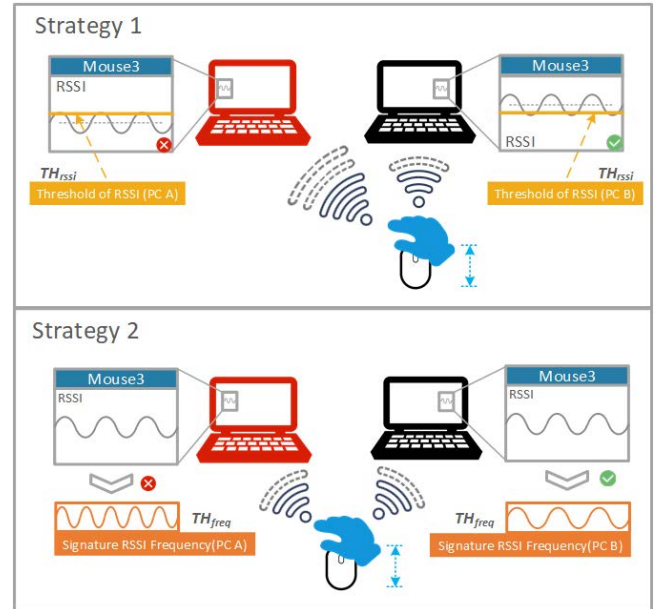 Strategy 1
Mouse3
RSSI
TH_rssi
Threshold of RSSI (PC A)
Mouse3
RSSI
TH_rssi
Threshold of RSSI (PC B)
Strategy 2
Mouse3
RSSI
TH_freq
Signature RSSI Frequency(PC A)
Mouse3
RSSI
TH_freq
Signature RSSI Frequency(PC B)